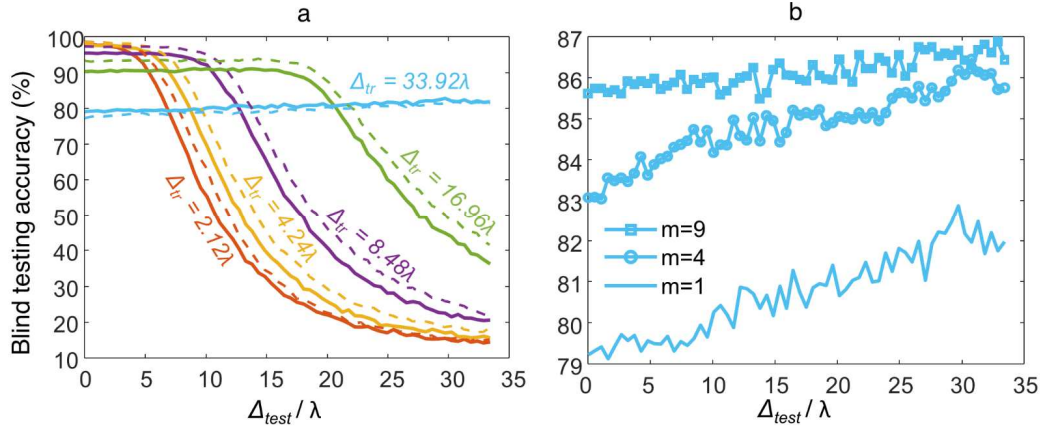 a
Blind testing accuracy (%)
100
90
80
70
60
50
40
30
20
10
Δtr = 33.92λ
Δtr = 16.96λ
Δtr = 8.48λ
Δtr = 4.24λ
Δtr = 2.12λ
0 5 10 15 20 25 30 35
Δtest / λ
b
87
86
85
84
83
82
81
80
79
m=9
m=4
m=1
0 5 10 15 20 25 30 35
Δtest / λ